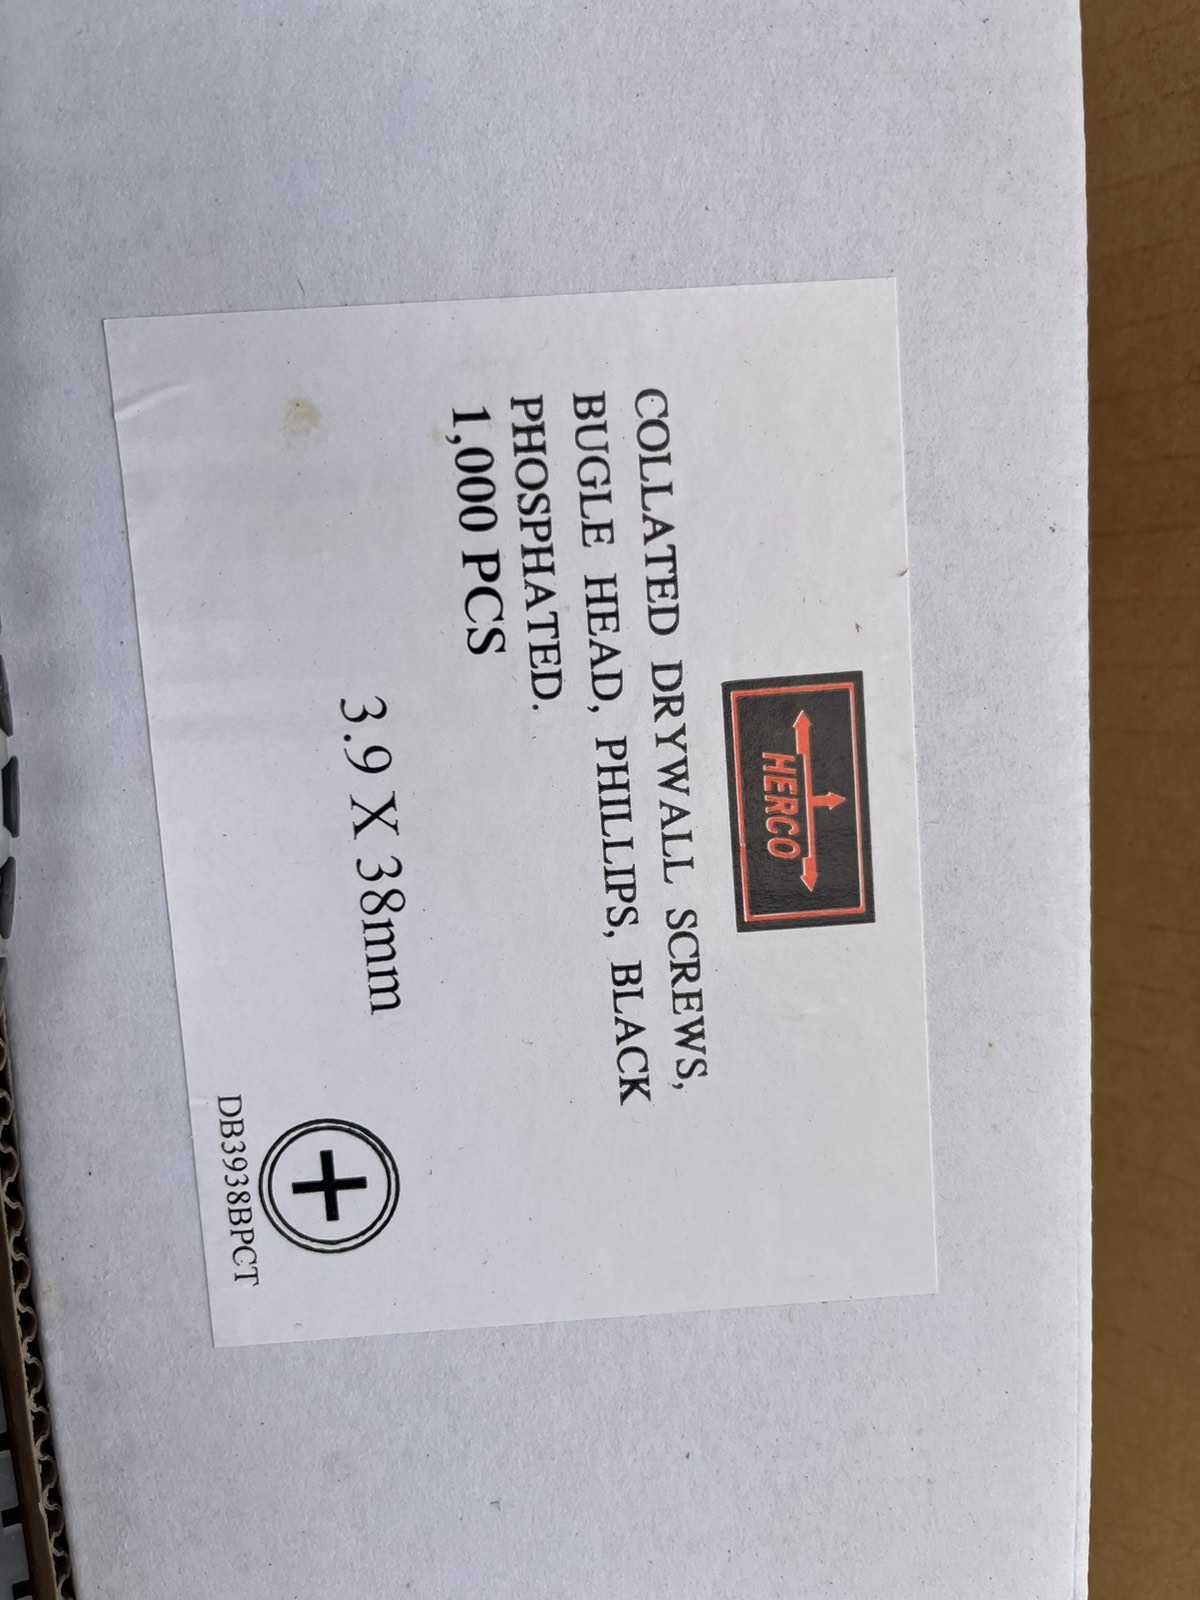 HERCO
COLLATED DRYWALL SCREWS,
BUGLE HEAD, PHILLIPS, BLACK
PHOSPHATED.
1,000 PCS
3.9 X 38mm
DB3938BPCT